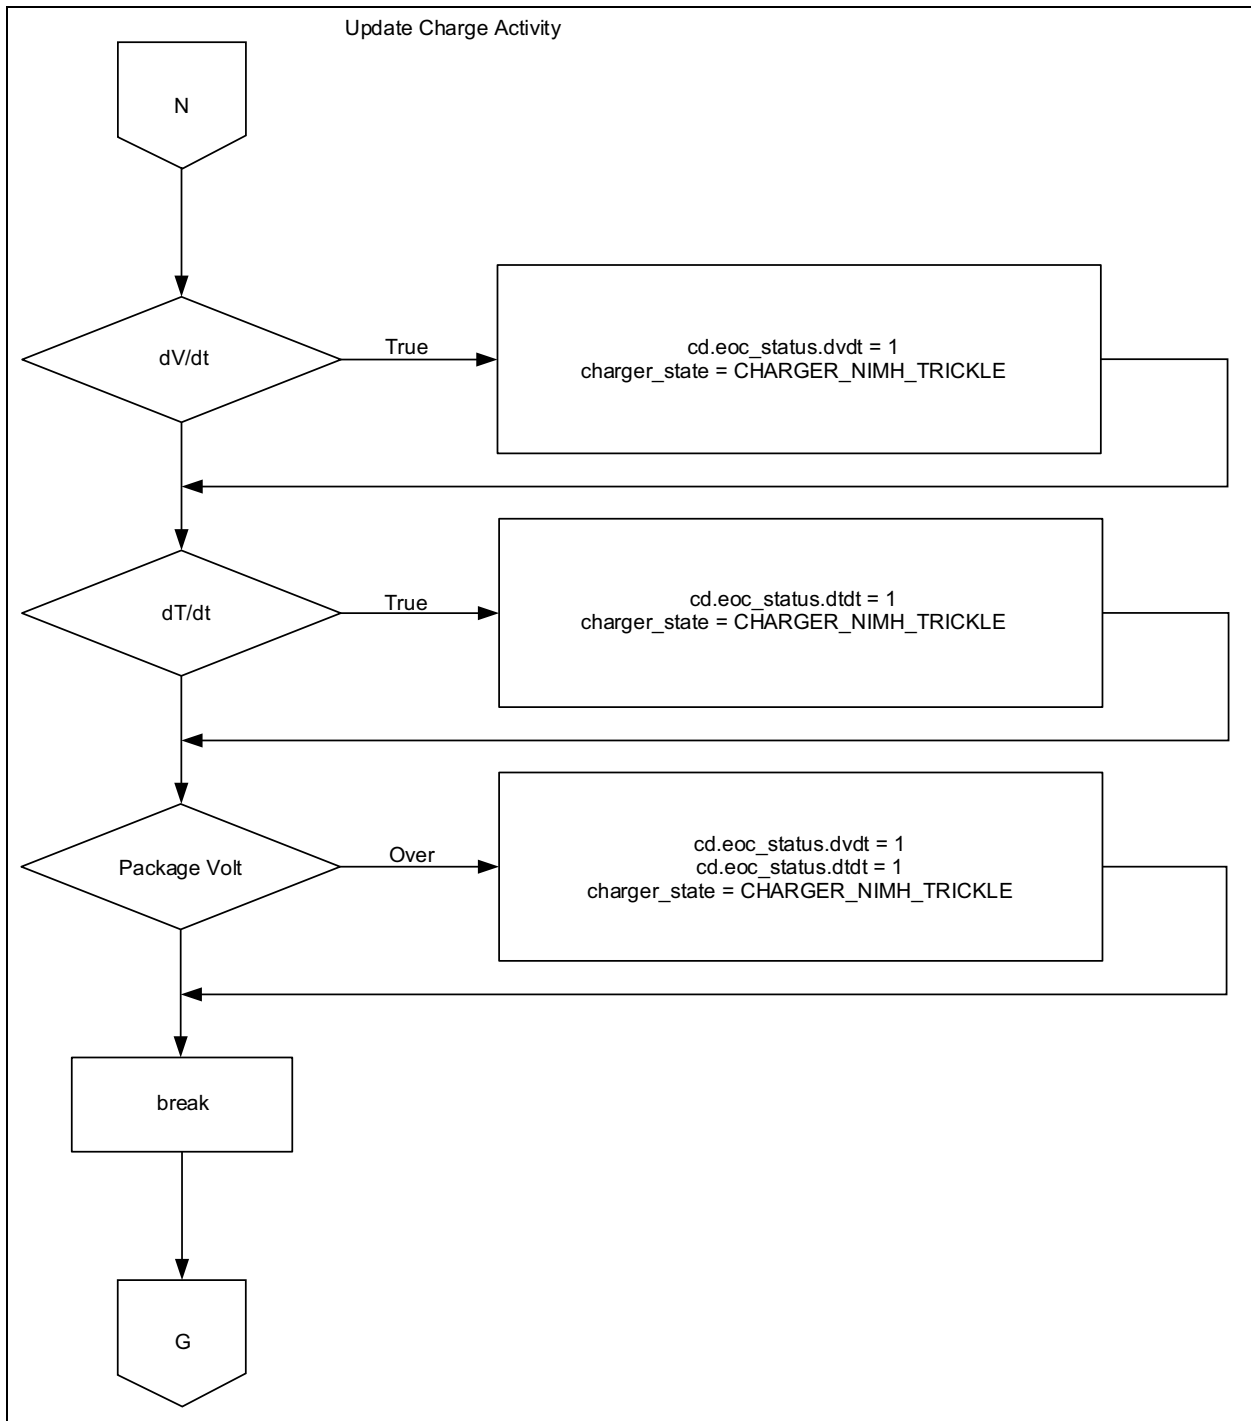 Update Charge Activity
N
dV/dt
True
cd.eoc_status.dvdt = 1
charger_state = CHARGER_NIMH_TRICKLE
dT/dt
True
cd.eoc_status.dtdt = 1
charger_state = CHARGER_NIMH_TRICKLE
Package Volt
Over
cd.eoc_status.dvdt = 1
cd.eoc_status.dtdt = 1
charger_state = CHARGER_NIMH_TRICKLE
break
G